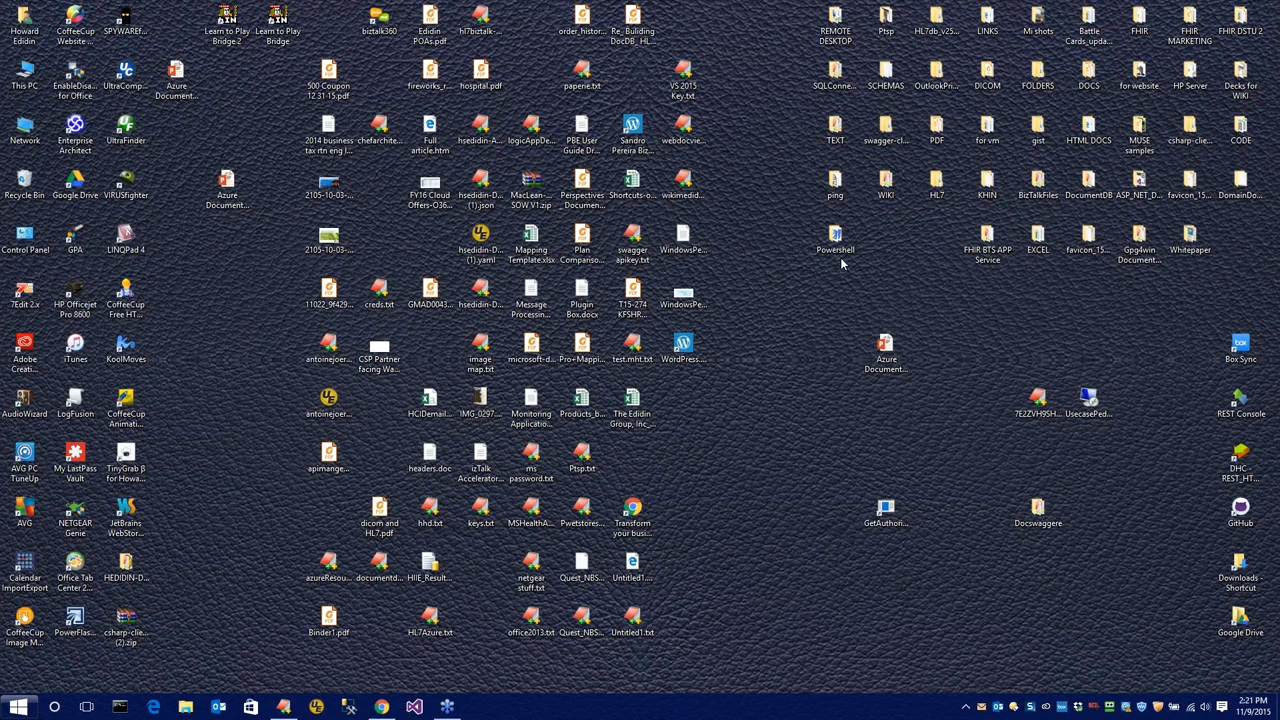 Howard
Edidin
CoffeeCup
Website ...
SPYWAREf...
Learn to Play
Bridge 2
Learn to Play
Bridge
biztalk360
Edidin
POAs.pdf
hl7biztalk-...
order_histor...
Re_ Buliding
DocDB_ HL...
REMOTE
DESKTOP
Ptsp
HL7db_v25...
LINKS
Mi shots
Battle
Cards_upda...
FHIR
FHIR
MARKETING
FHIR DSTU 2
This PC
EnableDisa...
for Office
UltraComp...
Azure
Document...
500 Coupon
12 31-15.pdf
fireworks_r...
hospital.pdf
paperie.txt
VS 2015
Key.txt
SQLConne...
SCHEMAS
OutlookPri...
DICOM
FOLDERS
DOCS
for website
HP Server
Decks for
WIKI
Network
Enterprise
Architect
UltraFinder
2014 business
tax rtn eng l...
chefarchite...
Full
article.htm
hsedidin-A...
logicAppDe...
PBE User
Guide Dr...
Sandro
Pereira Biz...
webdocvie...
TEXT
swagger-cl...
PDF
for vm
gist
HTML DOCS
MUSE
samples
csharp-clie...
CODE
Recycle Bin
Google Drive
VIRUSfighter
Azure
Document...
2105-10-03-...
FY16 Cloud
Offers-O36...
hsedidin-D...
(1).json
MacLean-...
SOW V1.zip
Perspectives
_Documen...
Shortcuts-o...
wikimedid...
ping
WIKI
HL7
KHIN
BizTalkFiles
DocumentDB
ASP_NET_D...
favicon_15...
DomainDo...
Control Panel
GPA
LINQPad 4
2105-10-03-...
hsedidin-D...
(1).yaml
Mapping
Template.xlsx
Plan
Compariso...
swagger
apikey.txt
WindowsPe...
Powershell
FHIR BTS APP
Service
EXCEL
favicon_15...
Gpg4win
Document...
Whitepaper
7Edit 2.x
HP Officejet
Pro 8600
CoffeeCup
Free HT...
11022_9f429...
creds.txt
GMAD0043...
hsedidin-D...
Message
Processin...
Plugin
Box.docx
T15-274
KFSHR...
WindowsPe...
Adobe
Creati...
iTunes
KoolMoves
antoinejoer...
CSP Partner
facing Wa...
image
map.txt
microsoft-d...
Pro+Mappi...
test.mht.txt
WordPress....
Azure
Document...
Box Sync
AudioWizard
LogFusion
CoffeeCup
Animati...
antoinejoer...
HCIDemail...
IMG_0297....
Monitoring
Applicatio...
Products_b...
The Edidin
Group, Inc_...
7E2ZVH9SH...
UsecasePed...
REST Console
AVG PC
TuneUp
My LastPass
Vault
TinyGrab β
for Howa...
apimange...
headers.doc
izTalk
Accelerator...
ms
password.txt
Ptsp.txt
DHC -
REST_HT...
AVG
NETGEAR
Genie
JetBrains
WebStor...
dicom and
HL7.pdf
hhd.txt
keys.txt
MSHealthA...
Pwetstores...
Transform
your busi...
GetAuthori...
Docswaggere
GitHub
Calendar
ImportExport
Office Tab
Center 2...
HEDIDIN-D...
azureResou...
documentd...
HIIE_Result...
netgear
stuff.txt
Quest_NBS...
Untitled1....
Downloads -
Shortcut
CoffeeCup
Image M...
PowerFlas...
csharp-clie...
(2).zip
Binder1.pdf
HL7Azure.txt
office2013.txt
Quest_NBS...
Untitled1.txt
Google Drive
2:21 PM
11/9/2015